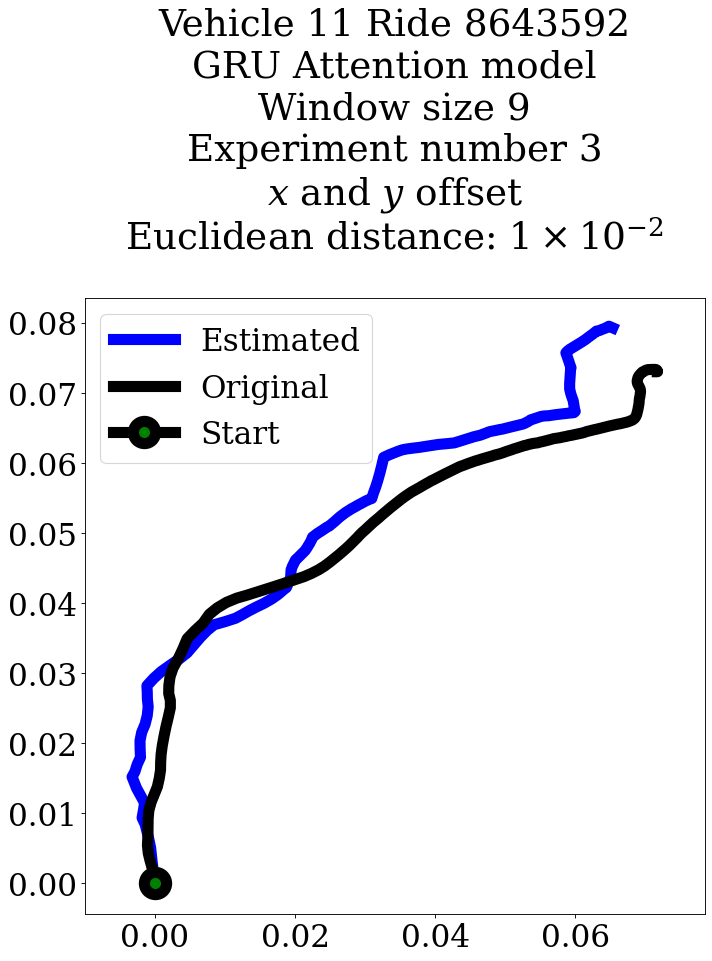 Vehicle 11 Ride 8643592
GRU Attention model
Window size 9
Experiment number 3
x and y offset
Euclidean distance: 1 × 10⁻²
Estimated
Original
Start
0.08
0.07
0.06
0.05
0.04
0.03
0.02
0.01
0.00
0.00 0.02 0.04 0.06